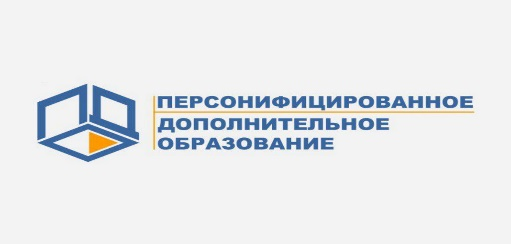 ПЕРСОНИФИЦИРОВАННОЕ
ДОПОЛНИТЕЛЬНОЕ
ОБРАЗОВАНИЕ